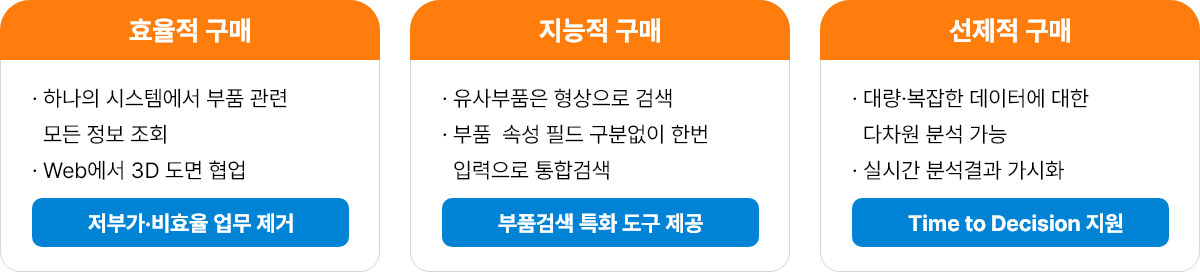 효율적 구매
· 하나의 시스템에서 부품 관련
모든 정보 조회
· Web에서 3D 도면 협업
저부가·비효율 업무 제거
지능적 구매
· 유사부품은 형상으로 검색
· 부품 속성 필드 구분없이 한번
입력으로 통합검색
부품검색 특화 도구 제공
선제적 구매
· 대량·복잡한 데이터에 대한
다차원 분석 가능
· 실시간 분석결과 가시화
Time to Decision 지원